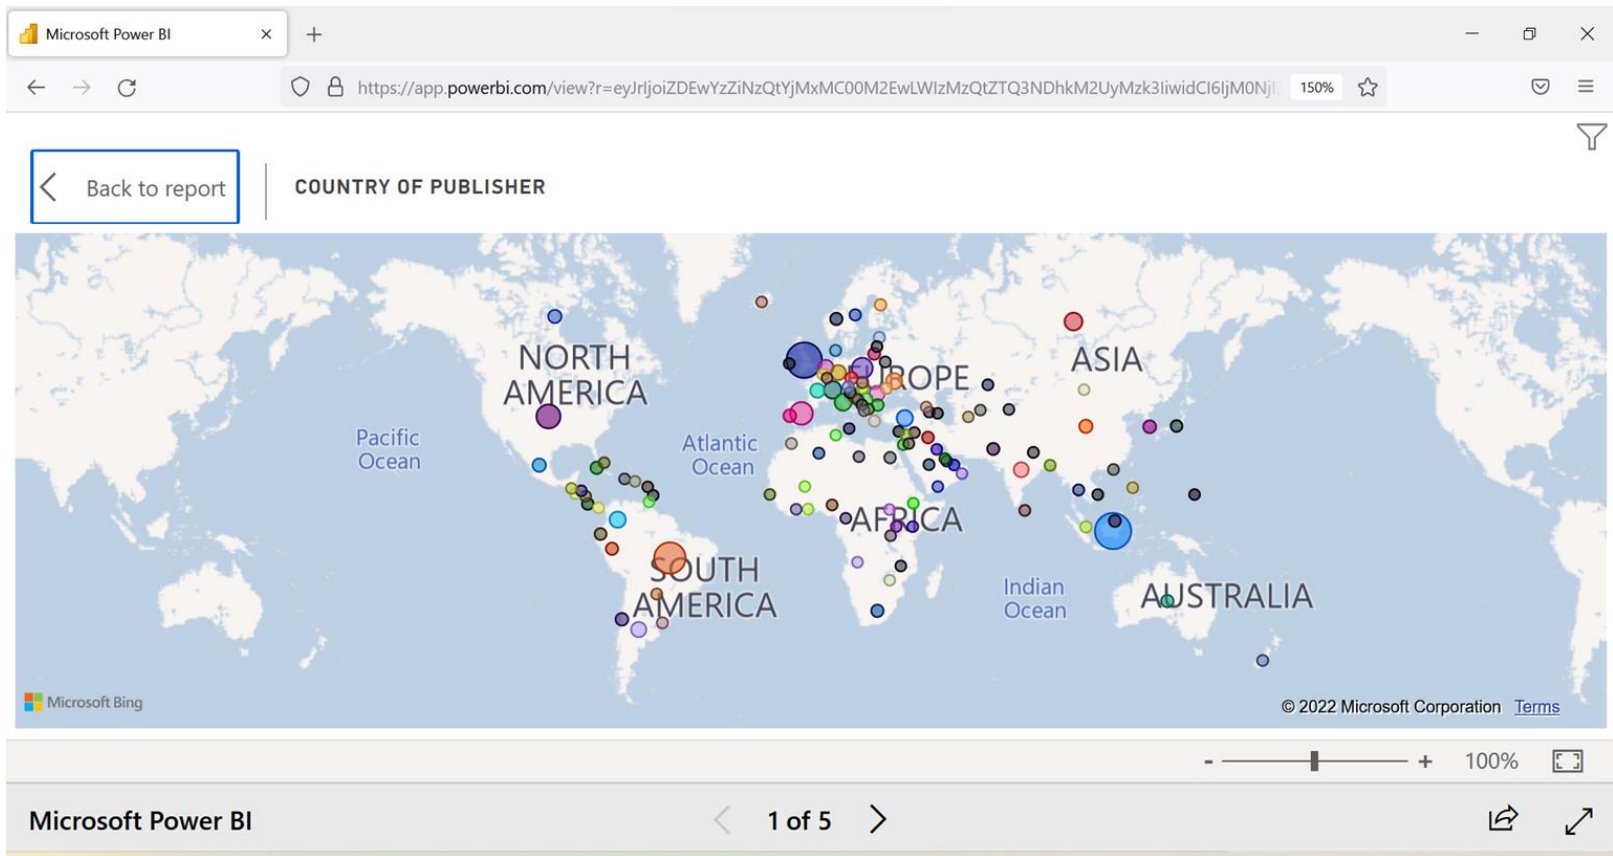 Microsoft Power BI
https://app.powerbi.com/view?r=eyJrIjoiZDEwYzZiNzQtYjMxMC00M2EwLWIzMzQtZTQ3NDhkM2UyMzk3IiwidCI6IjM0Nj
150%
Back to report
COUNTRY OF PUBLISHER
NORTH
AMERICA
EUROPE
ASIA
Pacific
Ocean
Atlantic
Ocean
AFRICA
SOUTH
AMERICA
Indian
Ocean
AUSTRALIA
Microsoft Bing
© 2022 Microsoft Corporation Terms
- + 100%
Microsoft Power BI
1 of 5